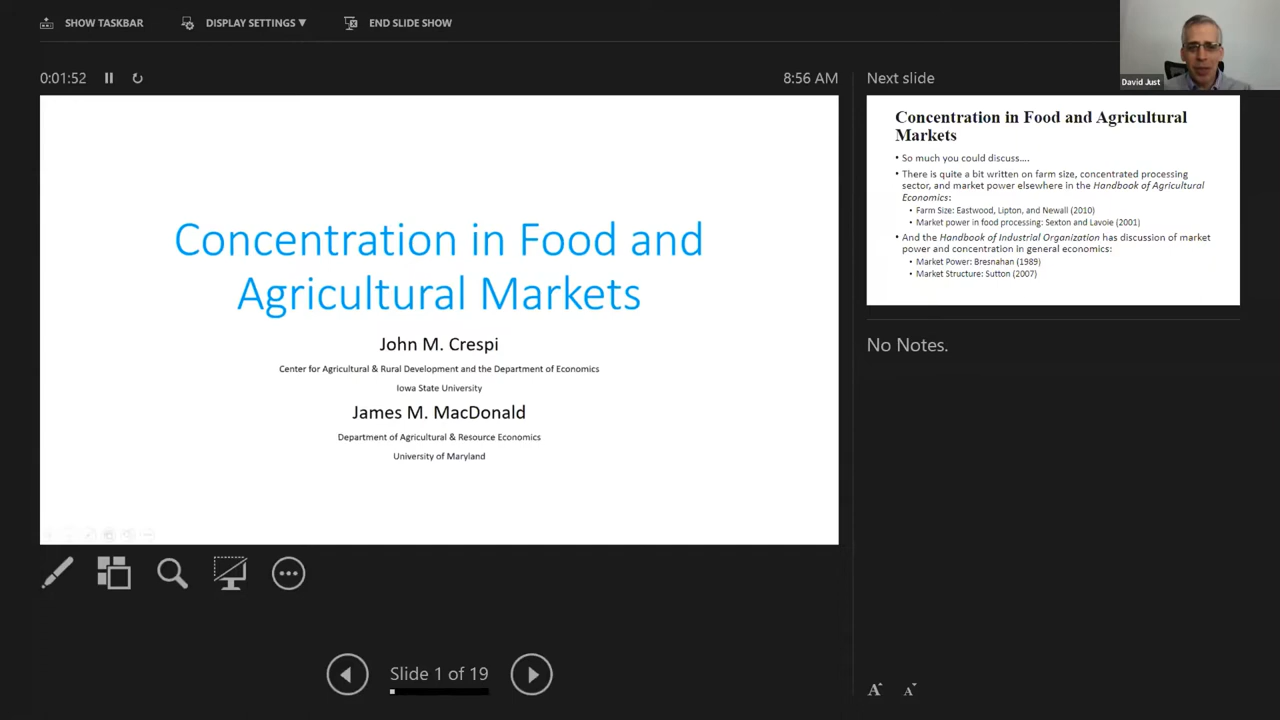 SHOW TASKBAR
DISPLAY SETTINGS ▼
END SLIDE SHOW
David Just
0:01:52
8:56 AM
Next slide
Concentration in Food and
Agricultural Markets
John M. Crespi
Center for Agricultural & Rural Development and the Department of Economics
Iowa State University
James M. MacDonald
Department of Agricultural & Resource Economics
University of Maryland
Concentration in Food and Agricultural
Markets
• So much you could discuss....
• There is quite a bit written on farm size, concentrated processing
sector, and market power elsewhere in the Handbook of Agricultural
Economics:
• Farm Size: Eastwood, Lipton, and Newall (2010)
• Market power in food processing: Sexton and Lavoie (2001)
• And the Handbook of Industrial Organization has discussion of market
power and concentration in general economics:
• Market Power: Bresnahan (1989)
• Market Structure: Sutton (2007)
No Notes.
Slide 1 of 19
A
A